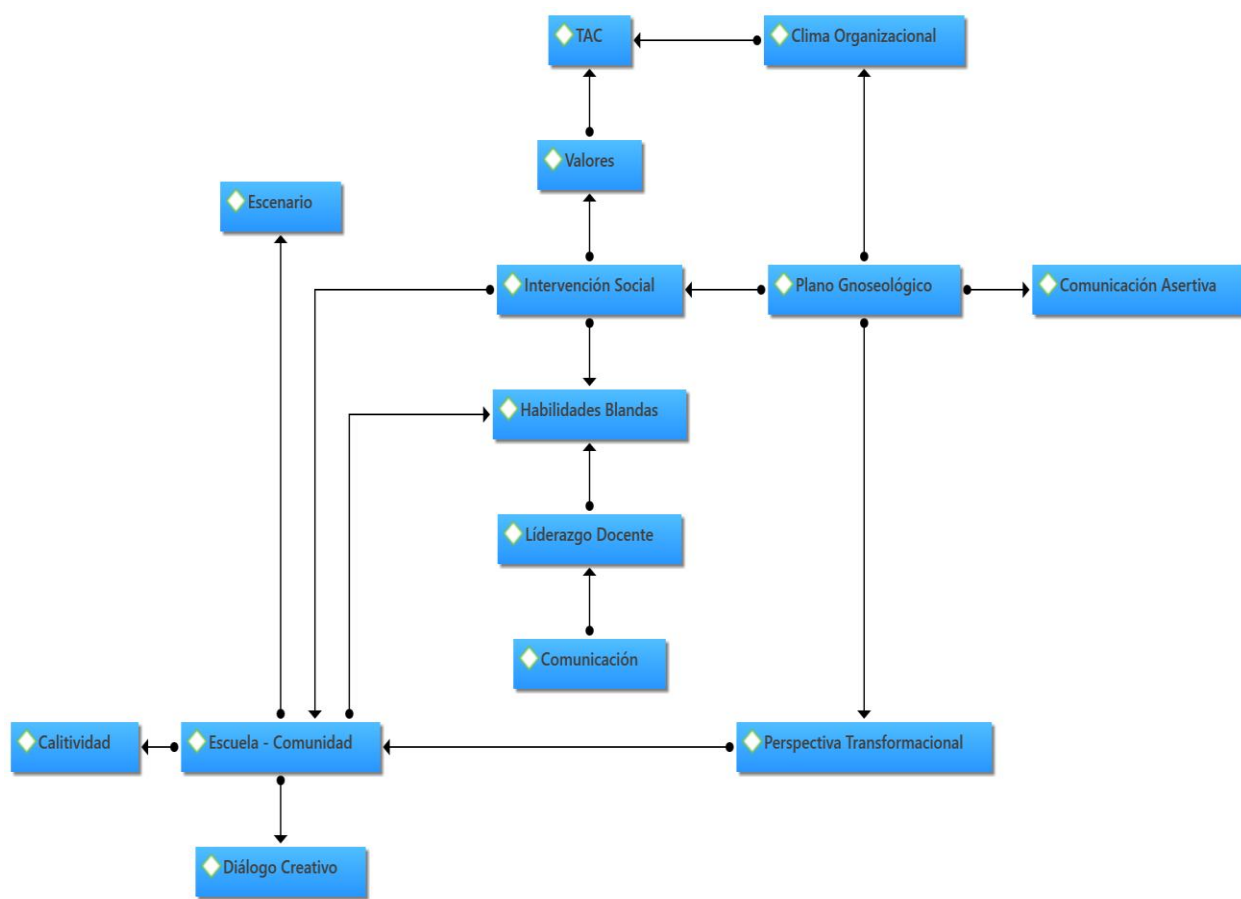 TAC
Clima Organizacional
Valores
Escenario
Intervención Social
Plano Gnoseológico
Comunicación Asertiva
Habilidades Blandas
Líderazgo Docente
Comunicación
Calitividad
Escuela - Comunidad
Perspectiva Transformacional
Diálogo Creativo